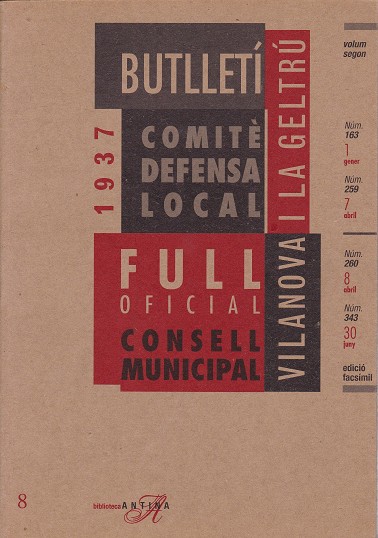 BUTLLETÍ
1937
COMITÈ
DEFENSA
LOCAL
FULL
OFICIAL
CONSELL
MUNICIPAL
VILANOVA I LA GELTRÚ
volum
segon
Núm.
163
1
gener
Núm.
259
7
abril
Núm.
260
8
abril
Núm.
343
30
juny
edició
facsímil
8
biblioteca ANTINA